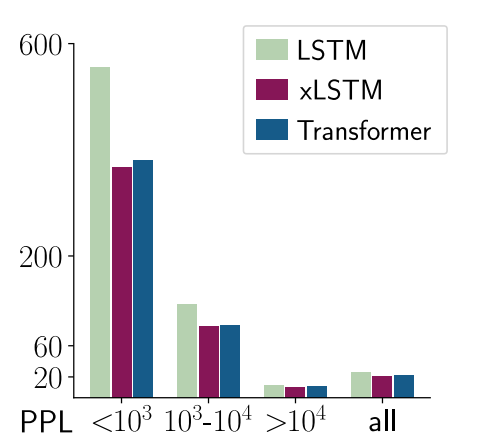 600
LSTM
xLSTM
Transformer
200
60
20
PPL <10³ 10³-10⁴ >10⁴ all